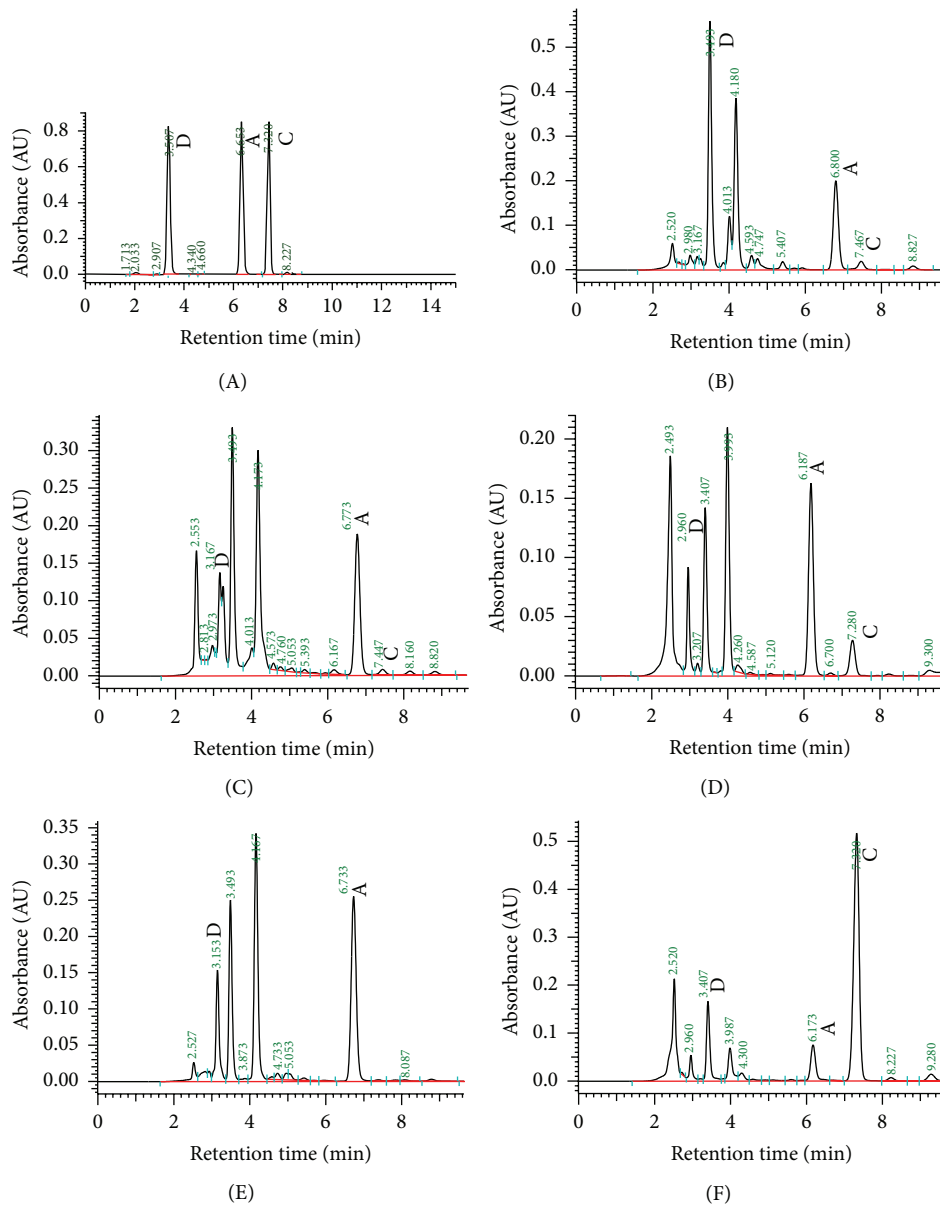 0.8
0.6
0.4
0.2
0.0
Absorbance (AU)
1.713
2.033
2.907
D
4.340
4.660
6.653
A
7.320
C
8.227
0 2 4 6 8 10 12 14
Retention time (min)
(A)
0.5
0.4
0.3
0.2
0.1
0.0
Absorbance (AU)
2.520
2.980
3.167
3.493
D
4.013
4.180
4.593
4.747
5.407
6.800
A
7.467
C
8.827
0 2 4 6 8
Retention time (min)
(B)
0.30
0.25
0.20
0.15
0.10
0.05
0.00
Absorbance (AU)
2.553
2.813
2.973
3.167
D
3.493
4.013
4.173
4.573
4.760
5.053
5.393
6.167
6.773
A
7.447
C
8.160
8.820
0 2 4 6 8
Retention time (min)
(C)
0.20
0.15
0.10
0.05
0.00
Absorbance (AU)
2.493
2.960
3.207
D
3.407
3.993
4.260
4.587
5.120
6.187
A
6.700
7.280
C
9.300
0 2 4 6 8
Retention time (min)
(D)
0.35
0.30
0.25
0.20
0.15
0.10
0.05
0.00
Absorbance (AU)
2.527
3.153
D
3.493
3.873
4.167
4.733
5.053
6.733
A
8.087
0 2 4 6 8
Retention time (min)
(E)
0.5
0.4
0.3
0.2
0.1
0.0
Absorbance (AU)
2.520
2.960
3.407
D
3.987
4.300
6.173
A
7.320
C
8.227
9.280
0 2 4 6 8
Retention time (min)
(F)